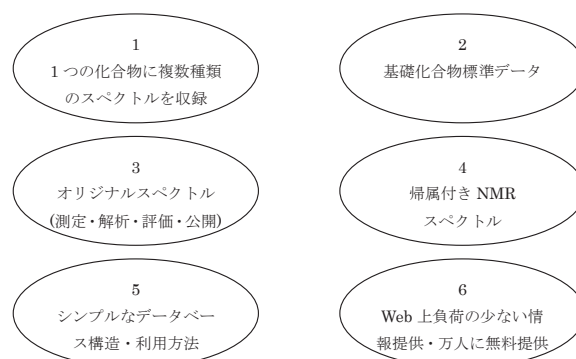 1
1 つの化合物に複数種類
のスペクトルを収録
2
基礎化合物標準データ
3
オリジナルスペクトル
(測定・解析・評価・公開)
4
帰属付き NMR
スペクトル
5
シンプルなデータベー
ス構造・利用方法
6
Web 上負荷の少ない情
報提供・万人に無料提供